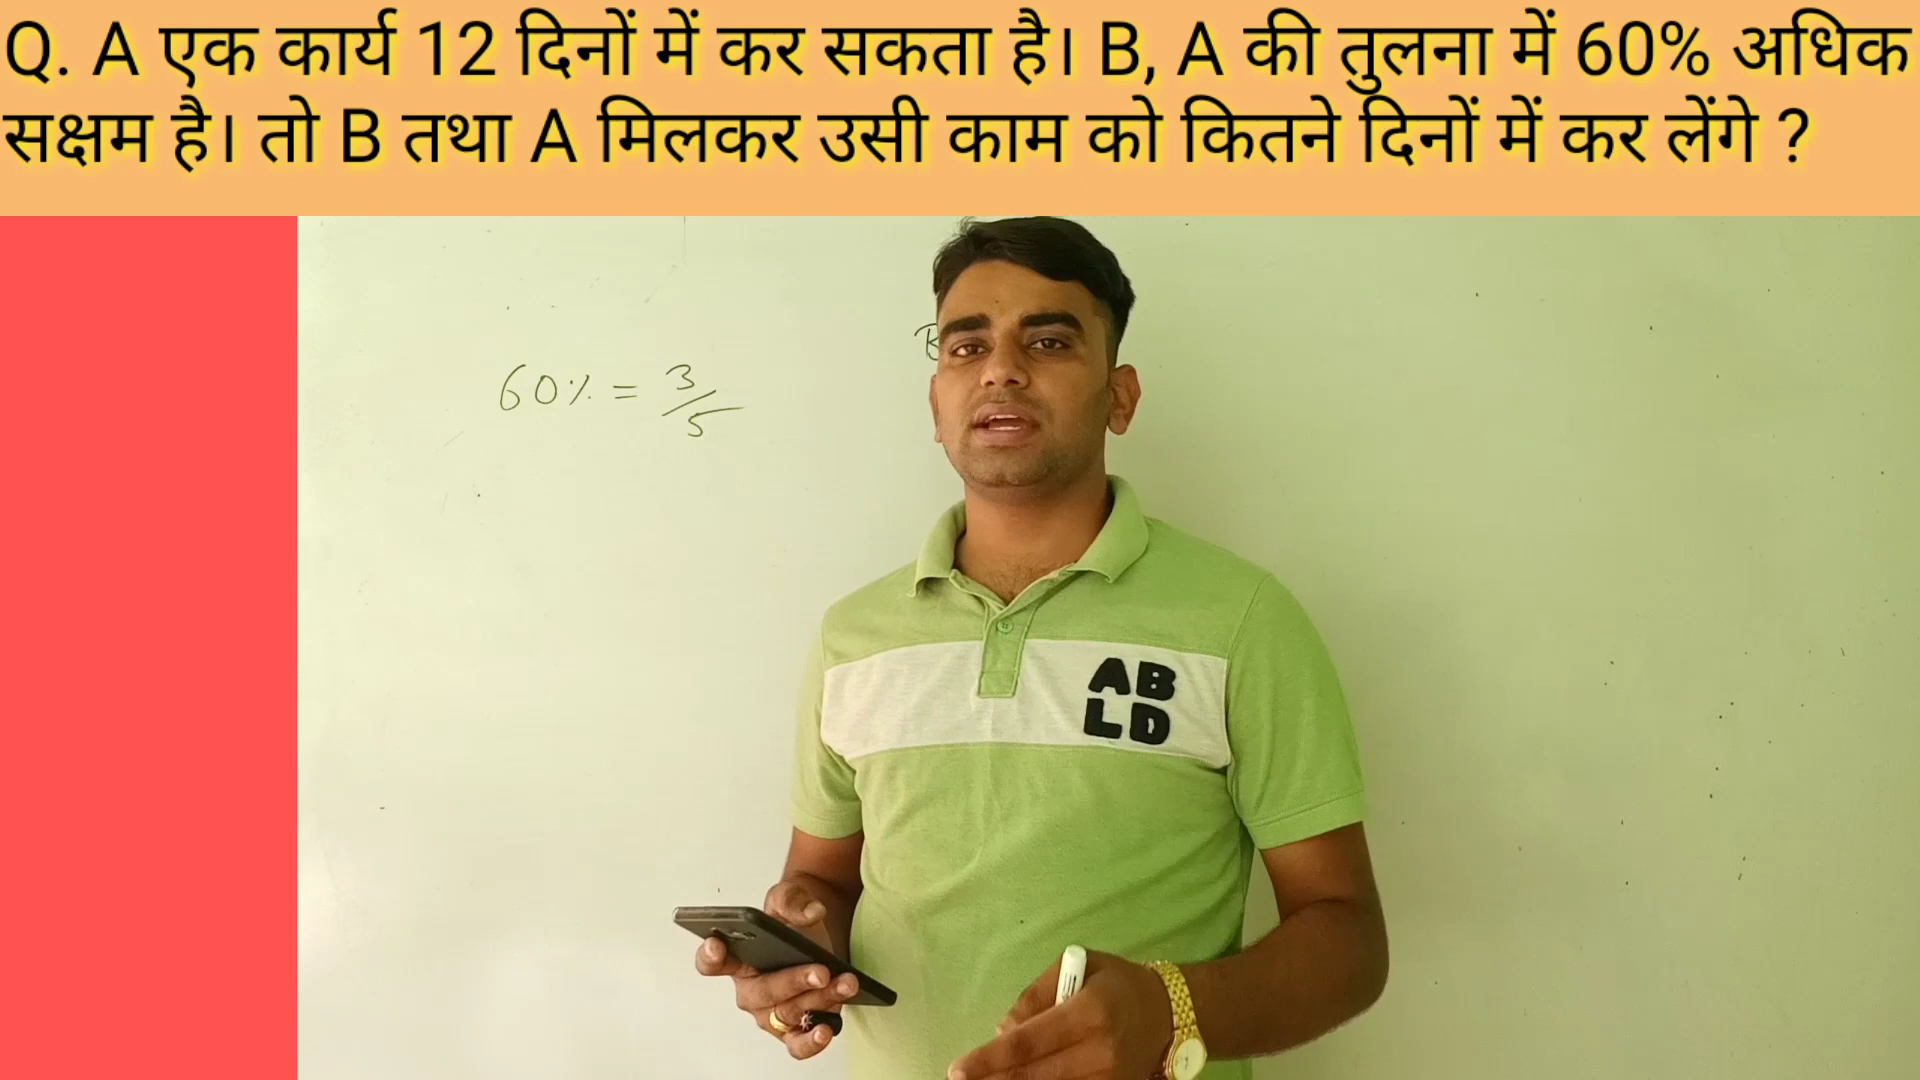 Q. A एक कार्य 12 दिनों में कर सकता है। B, A की तुलना में 60% अधिक
सक्षम है। तो B तथा A मिलकर उसी काम को कितने दिनों में कर लेंगे ?
60% = 3/5
AB
LD